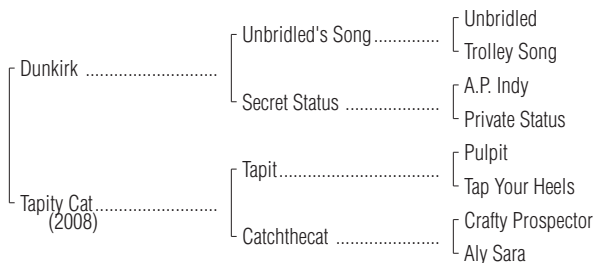 Unbridled
Unbridled's Song..............
Trolley Song
Dunkirk ...........................
A.P. Indy
Secret Status ....................
Private Status
Pulpit
Tapit..................................
Tap Your Heels
Tapity Cat.........................
(2008)
Crafty Prospector
Catchthecat ......................
Aly Sara